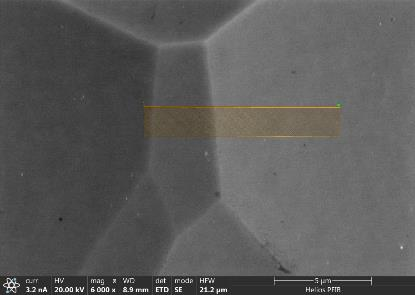 curr HV mag WD det mode HFW 5 µm
3.2 nA 20.00 kV 6 000 x 8.9 mm ETD SE 21.2 µm Helios PFIB